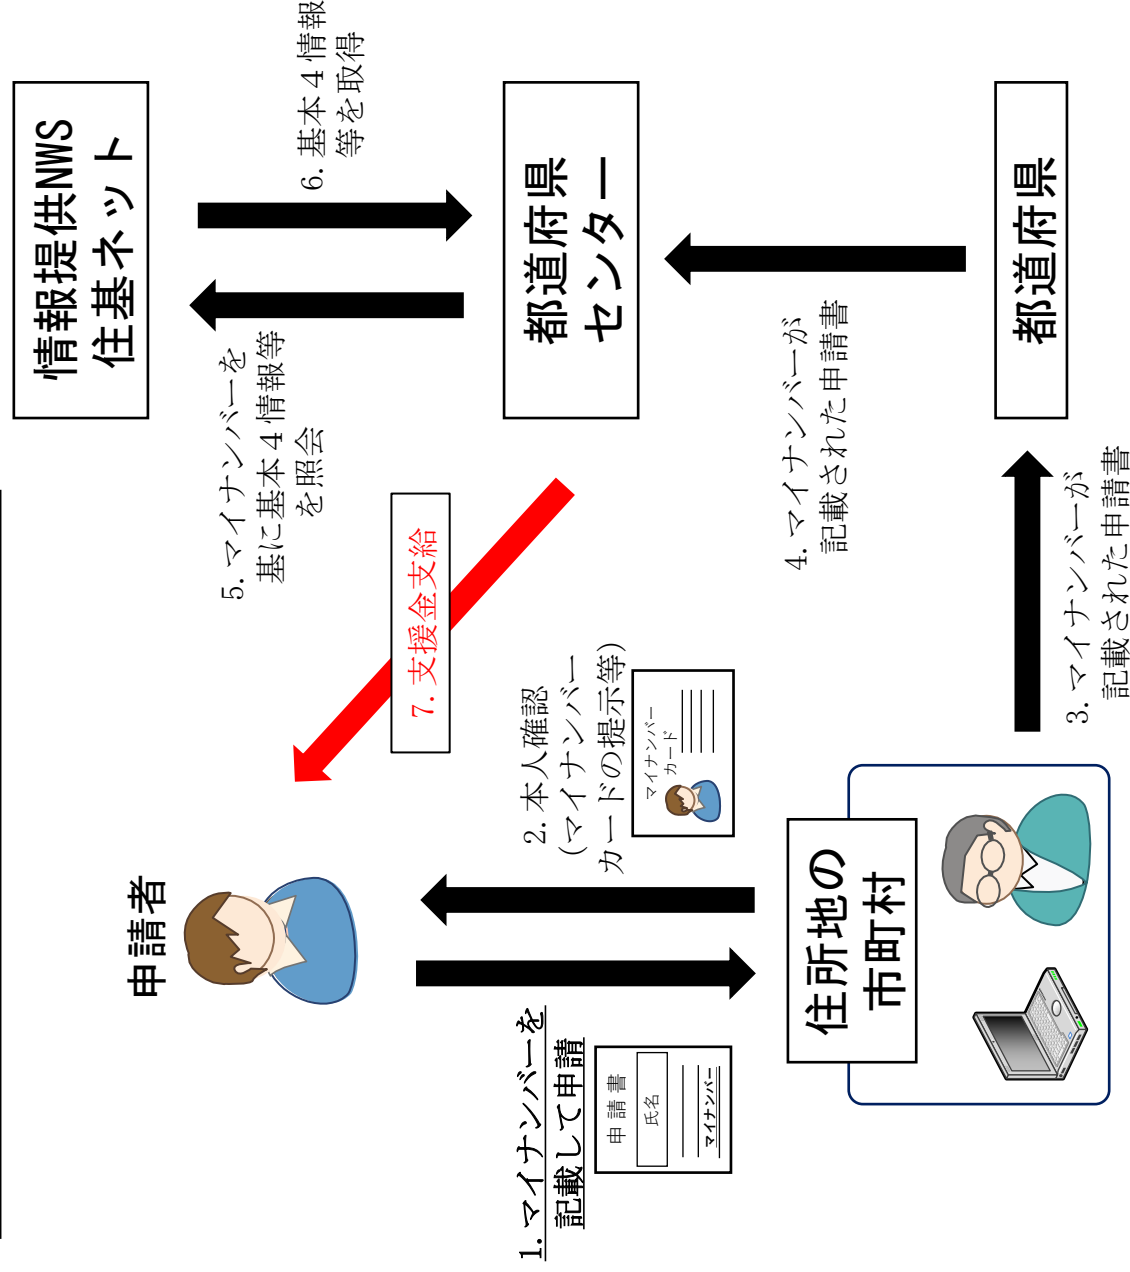 申請者
1. マイナンバーを
記載して申請
申請書
氏名
マイナンバー
2. 本人確認
(マイナンバー
カードの提示等)
マイナンバー
カード
住所地の
市町村
3. マイナンバーが
記載された申請書
都道府県
4. マイナンバーが
記載された申請書
都道府県
センター
5. マイナンバーを
基に基本4情報等
を照会
情報提供NWS
住基ネット
6. 基本4情報
等を取得
7. 支援金支給